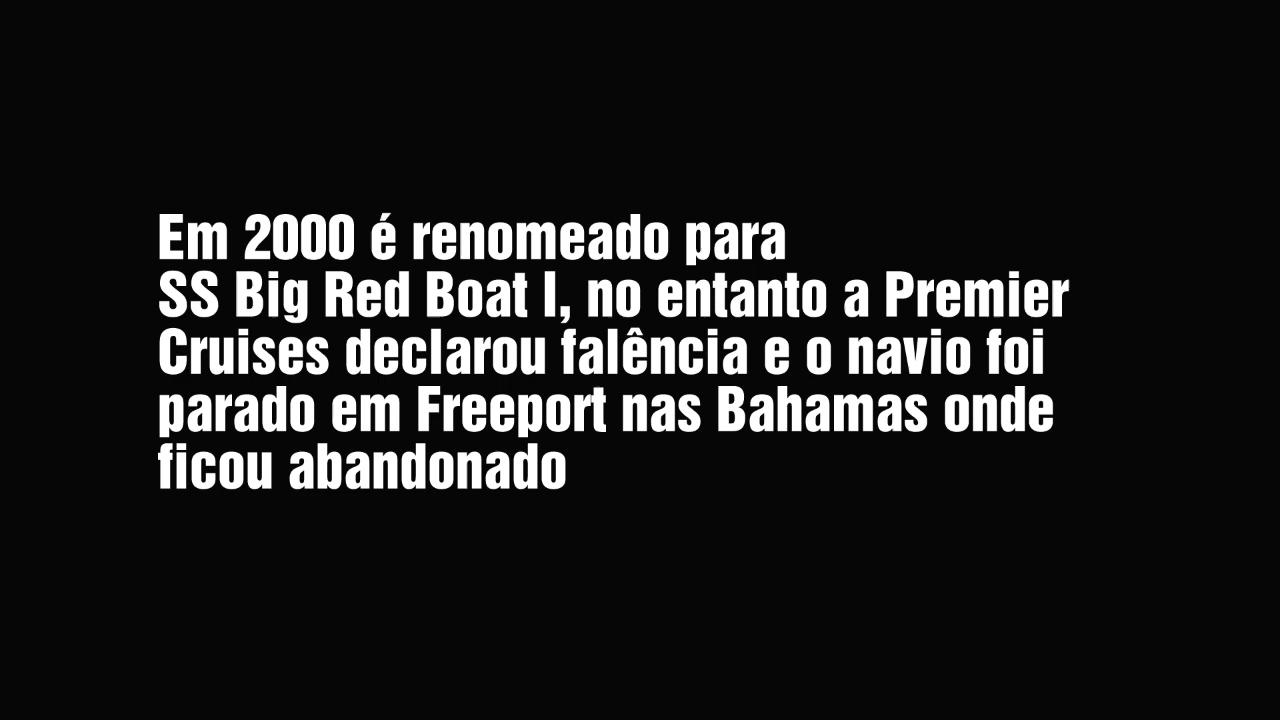 Em 2000 é renomeado para
SS Big Red Boat I, no entanto a Premier
Cruises declarou falência e o navio foi
parado em Freeport nas Bahamas onde
ficou abandonado